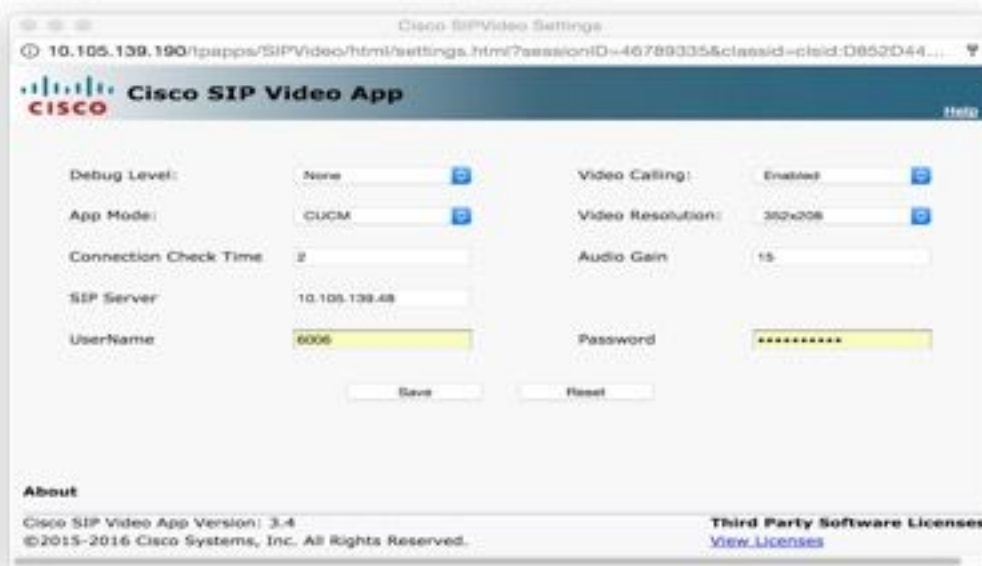 Cisco SIPVideo Settings
10.105.139.190/tpapps/SIPVideo/html/settings.html?sessionID=46789335&classid=clsid:D852D44...
CISCO Cisco SIP Video App
Help
Debug Level: None Video Calling: Enabled
App Mode: CUCM Video Resolution: 352x208
Connection Check Time 2 Audio Gain 15
SIP Server 10.105.139.48
UserName 6006 Password ••••••••••
Save Reset
About
Cisco SIP Video App Version: 3.4 Third Party Software Licenses
©2015-2016 Cisco Systems, Inc. All Rights Reserved. View Licenses